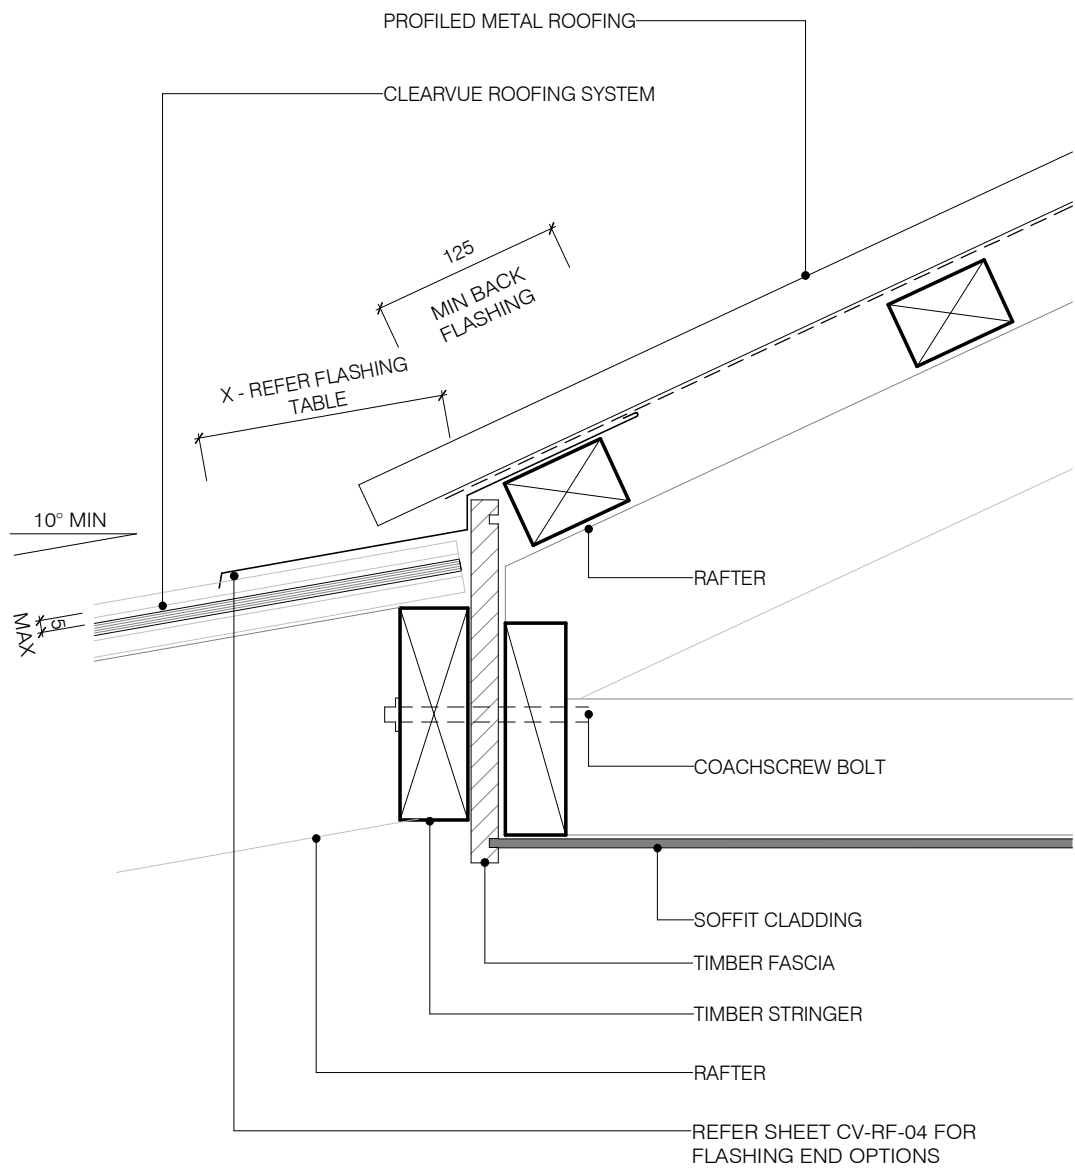 PROFILED METAL ROOFING
CLEARVUE ROOFING SYSTEM
125
MIN BACK
FLASHING
X - REFER FLASHING
TABLE
10° MIN
5
MAX
RAFTER
COACHSCREW BOLT
SOFFIT CLADDING
TIMBER FASCIA
TIMBER STRINGER
RAFTER
REFER SHEET CV-RF-04 FOR
FLASHING END OPTIONS